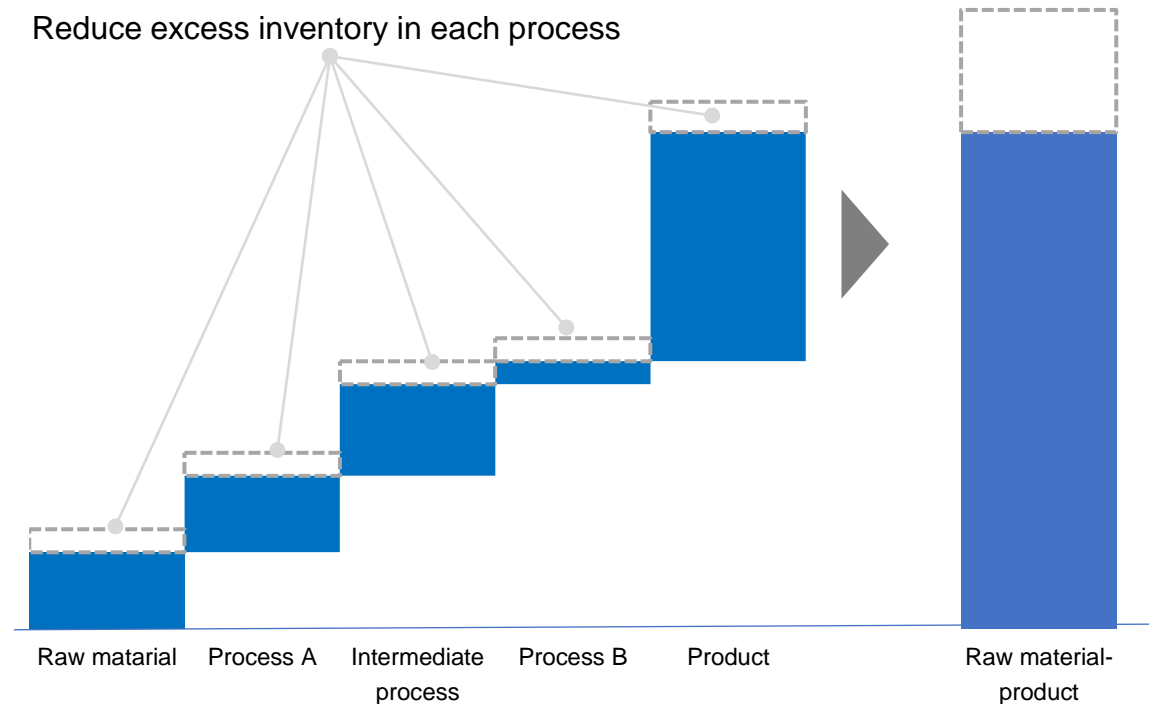 Reduce excess inventory in each process
Raw matarial
Process A
Intermediate
process
Process B
Product
Raw material-
product